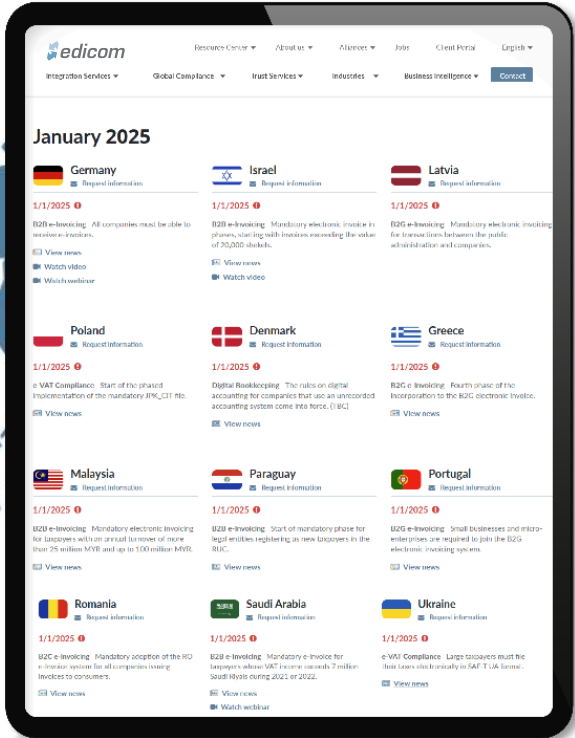 edicom
Resource Center
About us
Alliances
Jobs
Client Portal
English
Integration Services
Global Compliance
Trust Services
Industries
Business Intelligence
Contact
January 2025
Germany
Request information
1/1/2025
B2B e-Invoicing All companies must be able to
receive e-invoices.
View news
Watch video
Watch webinar
Israel
Request information
1/1/2025
B2B e-Invoicing Mandatory electronic invoice in
phases, starting with invoices exceeding the value
of 20,000 shekels.
View news
Watch video
Latvia
Request information
1/1/2025
B2G e-Invoicing Mandatory electronic invoicing
for transactions between the public
administration and companies.
View news
Poland
Request information
1/1/2025
e-VAT Compliance Start of the phased
implementation of the mandatory JPK_CIT file.
View news
Denmark
Request information
1/1/2025
Digital Bookkeeping The rules on digital
accounting for companies that use an unrecorded
accounting system come into force. (TBC)
View news
Greece
Request information
1/1/2025
B2G e-Invoicing Fourth phase of the
incorporation to the B2G electronic invoice.
View news
Malaysia
Request information
1/1/2025
B2B e-Invoicing Mandatory electronic invoicing
for taxpayers with an annual turnover of more
than 25 million MYR and up to 100 million MYR.
View news
Paraguay
Request information
1/1/2025
B2B e-Invoicing Start of mandatory phase for
legal entities registering as new taxpayers in the
RUC.
View news
Portugal
Request information
1/1/2025
B2G e-Invoicing Small businesses and micro-
enterprises are required to join the B2G
electronic invoicing system.
View news
Romania
Request information
1/1/2025
B2C e-Invoicing Mandatory adoption of the RO
e-Invoice system for all companies issuing
invoices to consumers.
View news
Saudi Arabia
Request information
1/1/2025
B2B e-Invoicing Mandatory e-Invoice for
taxpayers whose VAT income exceeds 7 million
Saudi Riyals during 2021 or 2022.
View news
Watch webinar
Ukraine
Request information
1/1/2025
e-VAT Compliance Large taxpayers must file
their taxes electronically in SAF-T UA format.
View news